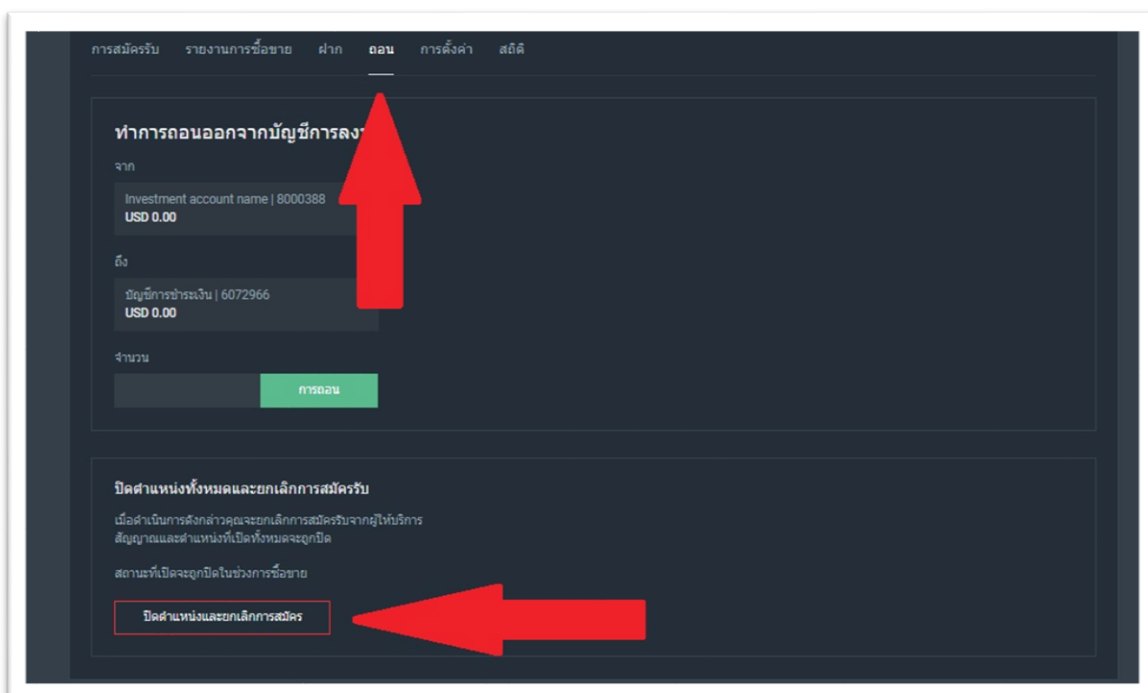 การสมัครรับ รายงานการซื้อขาย ฝาก ถอน การตั้งค่า สถิติ
ทำการถอนออกจากบัญชีการลง
จาก
Investment account name | 8000388
USD 0.00
ถึง
บัญชีการชำระเงิน | 6072966
USD 0.00
จำนวน
การถอน
ปิดตำแหน่งทั้งหมดและยกเลิกการสมัครรับ
เมื่อดำเนินการดังกล่าวคุณจะยกเลิกการสมัครรับจากผู้ให้บริการ
สัญญาณและตำแหน่งที่เปิดทั้งหมดจะถูกปิด
สถานะที่เปิดจะถูกปิดในช่วงการซื้อขาย
ปิดตำแหน่งและยกเลิกการสมัคร